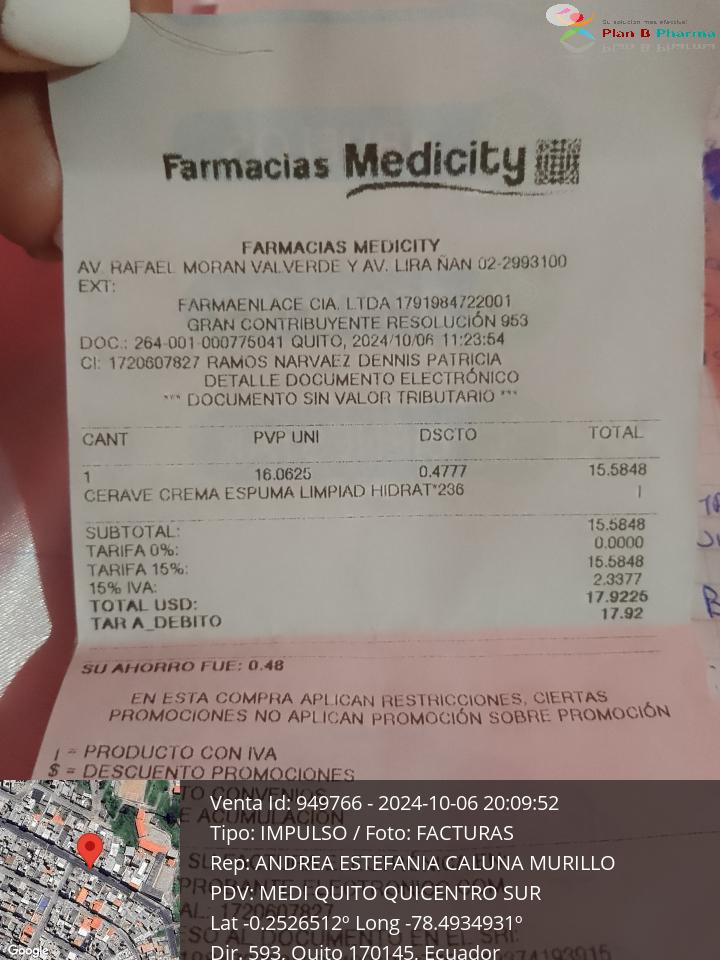 Su solución más efectiva!
Plan B Pharma
Farmacias Medicity
FARMACIAS MEDICITY
AV. RAFAEL MORAN VALVERDE Y AV. LIRA ÑAN 02-2993100
EXT:
FARMAENLACE CIA. LTDA 1791984722001
GRAN CONTRIBUYENTE RESOLUCIÓN 953
DOC.: 264-001-000775041 QUITO, 2024/10/06 11:23:54
CI: 1720607827 RAMOS NARVAEZ DENNIS PATRICIA
DETALLE DOCUMENTO ELECTRÓNICO
*** DOCUMENTO SIN VALOR TRIBUTARIO ***
CANT PVP UNI DSCTO TOTAL
1 16.0625 0.4777 15.5848
CERAVE CREMA ESPUMA LIMPIAD HIDRAT*236 I
SUBTOTAL: 15.5848
TARIFA 0%: 0.0000
TARIFA 15%: 15.5848
15% IVA: 2.3377
TOTAL USD: 17.9225
TAR A_DEBITO 17.92
SU AHORRO FUE: 0.48
EN ESTA COMPRA APLICAN RESTRICCIONES, CIERTAS
PROMOCIONES NO APLICAN PROMOCIÓN SOBRE PROMOCIÓN
I = PRODUCTO CON IVA
$ = DESCUENTO PROMOCIONES
CONVENIOS
ACUMULACION
Venta Id: 949766 - 2024-10-06 20:09:52
Tipo: IMPULSO / Foto: FACTURAS
Rep: ANDREA ESTEFANIA CALUNA MURILLO
PDV: MEDI QUITO QUICENTRO SUR
Lat -0.2526512º Long -78.4934931º
Dir. 593, Quito 170145, Ecuador
Google